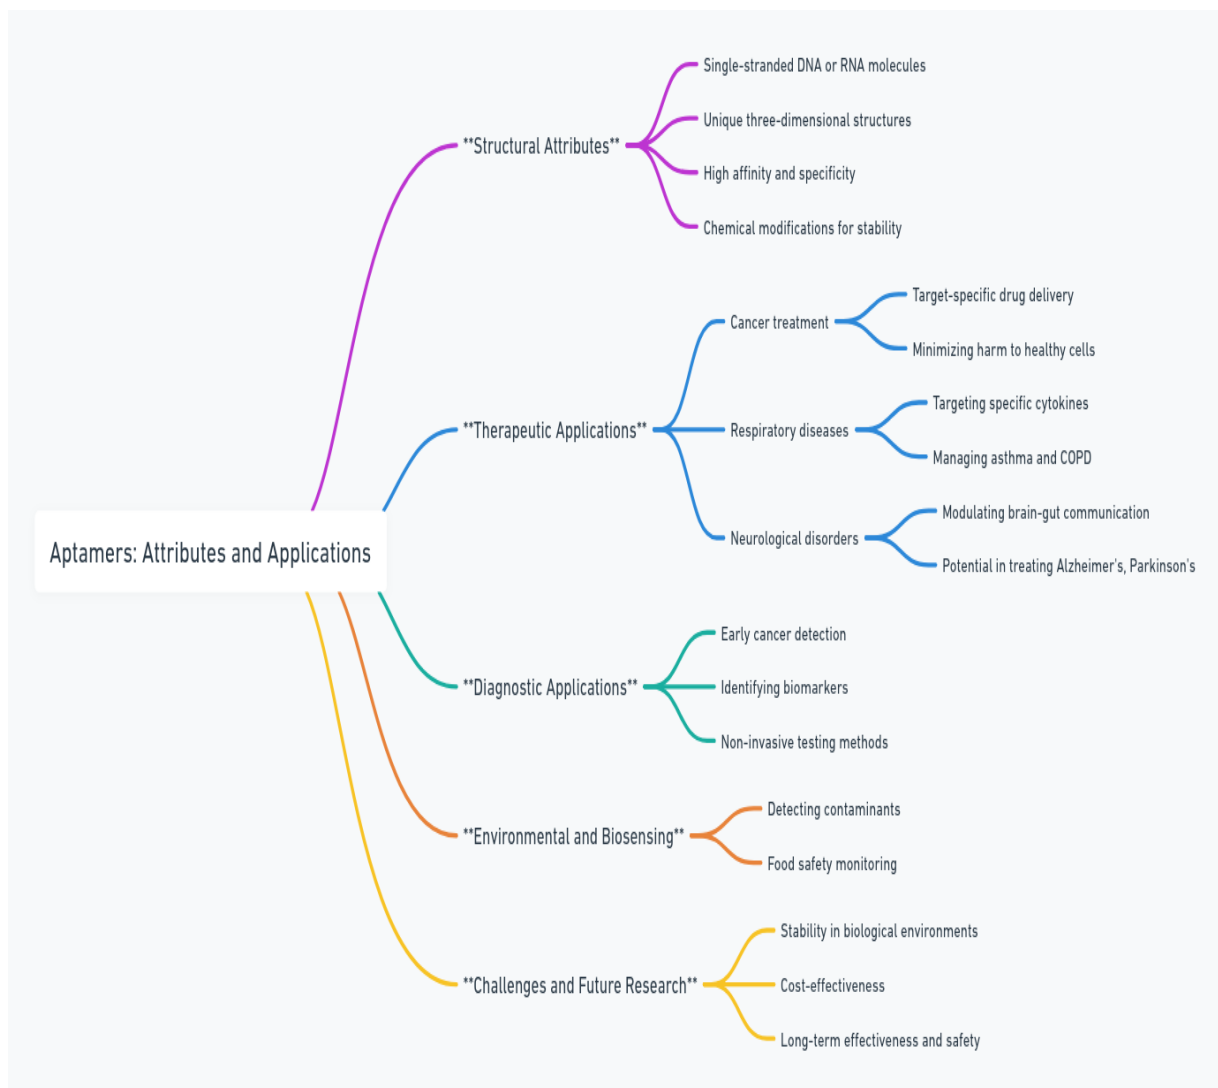 Aptamers: Attributes and Applications
**Structural Attributes**
Single-stranded DNA or RNA molecules
Unique three-dimensional structures
High affinity and specificity
Chemical modifications for stability
**Therapeutic Applications**
Cancer treatment
Target-specific drug delivery
Minimizing harm to healthy cells
Respiratory diseases
Targeting specific cytokines
Managing asthma and COPD
Neurological disorders
Modulating brain-gut communication
Potential in treating Alzheimer's, Parkinson's
**Diagnostic Applications**
Early cancer detection
Identifying biomarkers
Non-invasive testing methods
**Environmental and Biosensing**
Detecting contaminants
Food safety monitoring
**Challenges and Future Research**
Stability in biological environments
Cost-effectiveness
Long-term effectiveness and safety